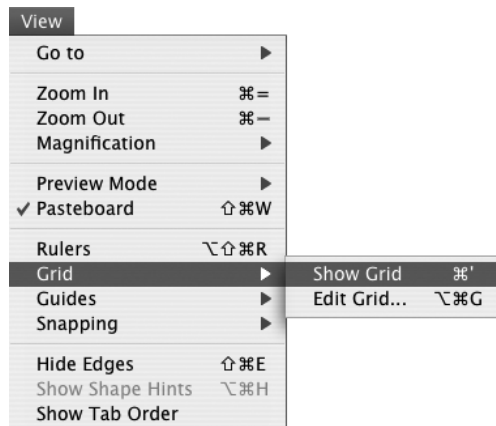 View
Go to
Zoom In ⌘=
Zoom Out ⌘−
Magnification
Preview Mode
✓ Pasteboard ⇧⌘W
Rulers ⌥⇧⌘R
Grid
Show Grid ⌘'
Edit Grid... ⌥⌘G
Guides
Snapping
Hide Edges ⇧⌘E
Show Shape Hints ⌥⌘H
Show Tab Order